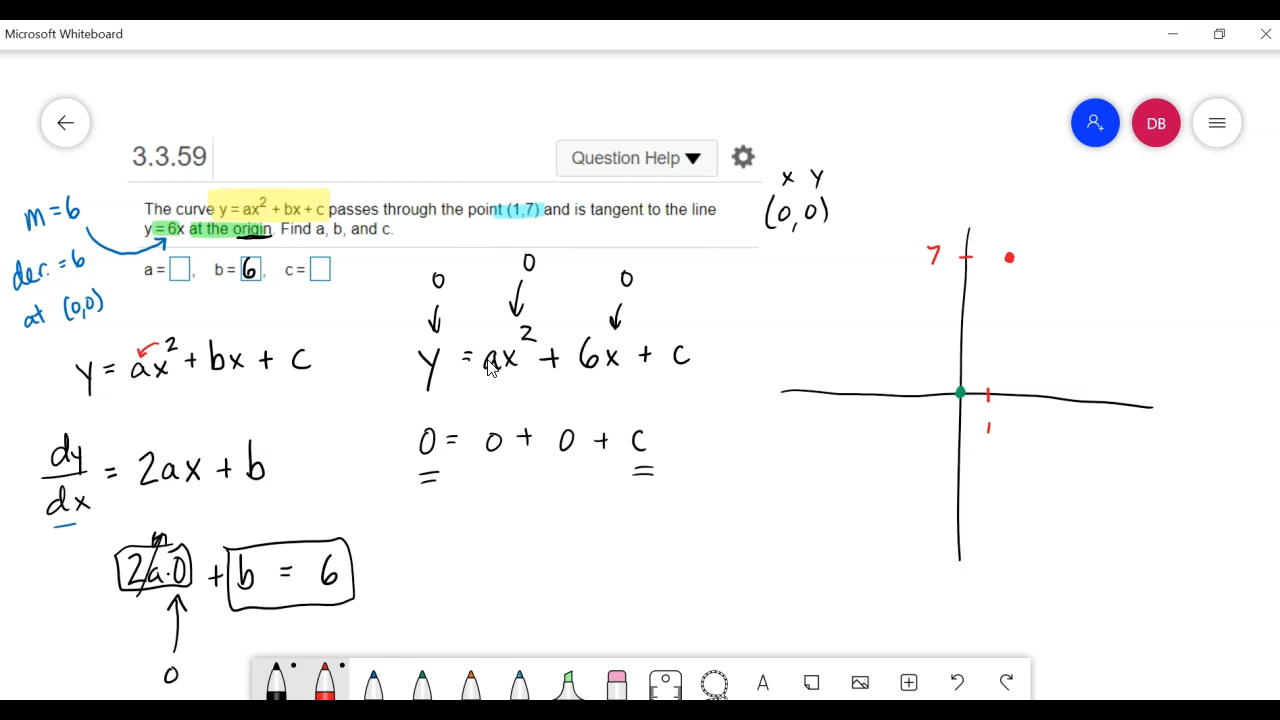 Microsoft Whiteboard
DB
3.3.59
Question Help ▼
The curve y = ax² + bx + c passes through the point (1,7) and is tangent to the line
y = 6x at the origin. Find a, b, and c.
a = , b = 6, c =
m = 6
der. = 6
at (0,0)
x y
(0,0)
7
1
y = ax² + bx + c
dy/dx = 2ax + b
2a·0 + b = 6
0
0 0 0
y = ax² + 6x + c
0 = 0 + 0 + c
A